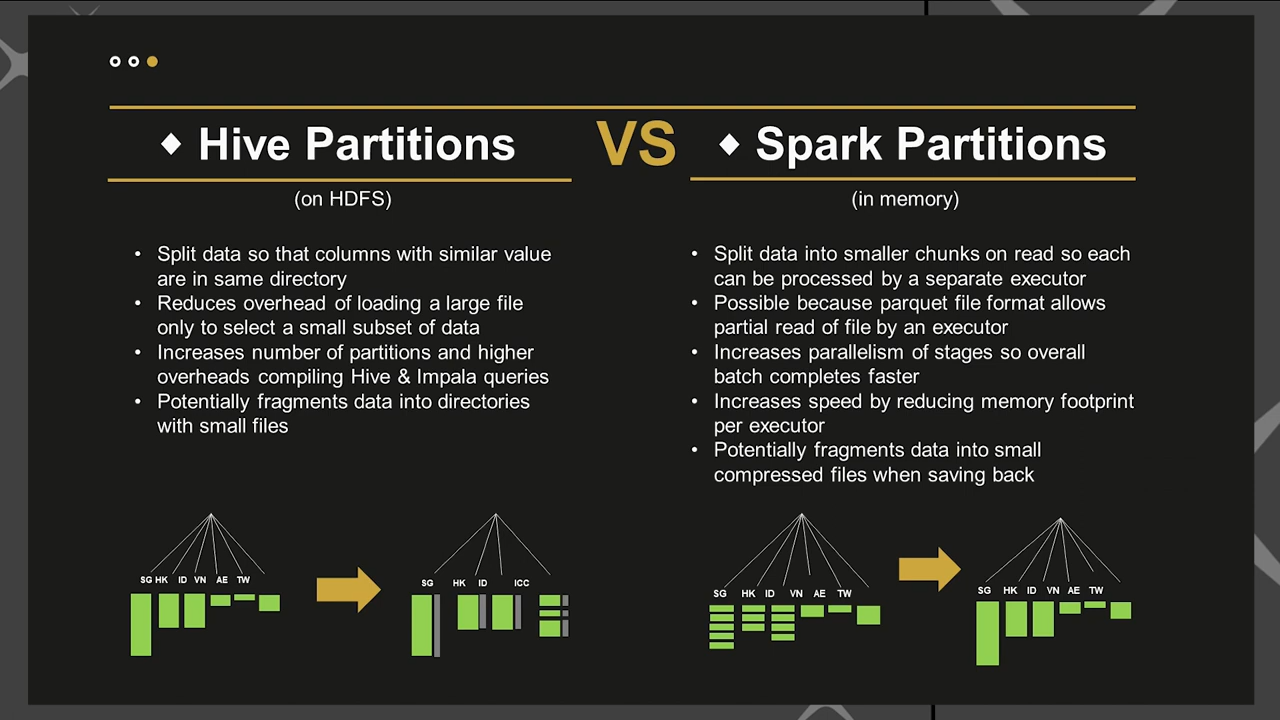 Hive Partitions
VS
Spark Partitions
(on HDFS)
(in memory)
• Split data so that columns with similar value
are in same directory
• Reduces overhead of loading a large file
only to select a small subset of data
• Increases number of partitions and higher
overheads compiling Hive & Impala queries
• Potentially fragments data into directories
with small files
• Split data into smaller chunks on read so each
can be processed by a separate executor
• Possible because parquet file format allows
partial read of file by an executor
• Increases parallelism of stages so overall
batch completes faster
• Increases speed by reducing memory footprint
per executor
• Potentially fragments data into small
compressed files when saving back
SG HK ID VN AE TW
SG HK ID ICC
SG HK ID VN AE TW
SG HK ID VN AE TW